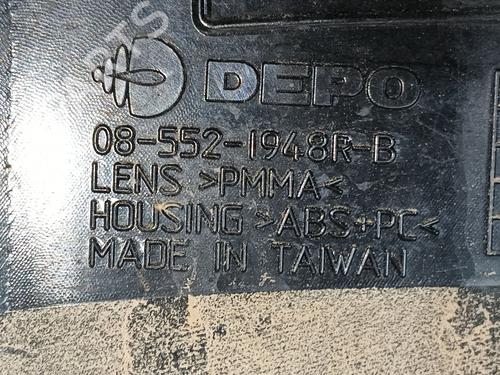 DEPO
08-552-1948R-B
LENS >PMMA<
HOUSING >ABS+PC<
MADE IN TAIWAN